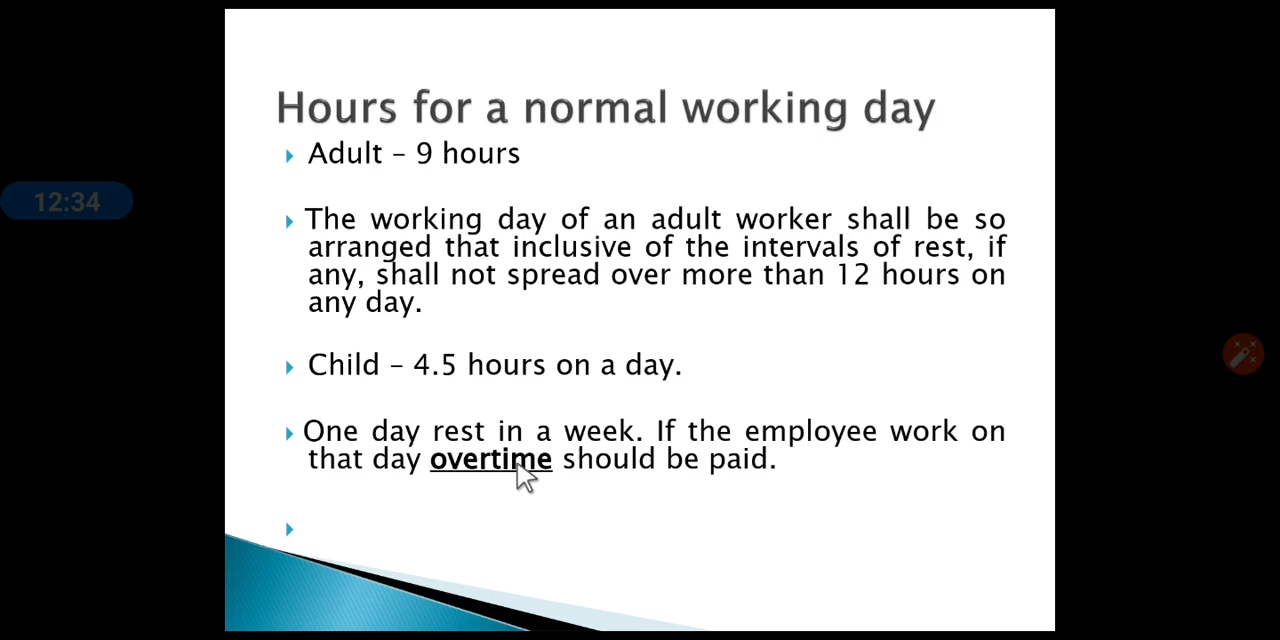 Hours for a normal working day
Adult – 9 hours
12:34
The working day of an adult worker shall be so
arranged that inclusive of the intervals of rest, if
any, shall not spread over more than 12 hours on
any day.
Child – 4.5 hours on a day.
One day rest in a week. If the employee work on
that day overtime should be paid.